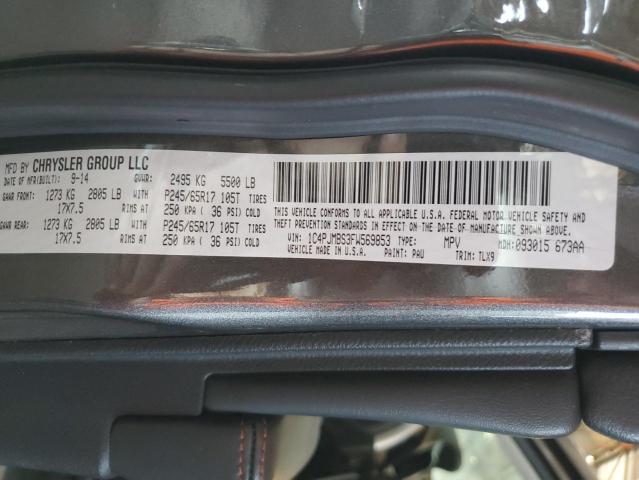 MFD BY CHRYSLER GROUP LLC
DATE OF MFR(BUILT): 9-14 GVWR: 2495 KG 5500 LB
GAWR FRONT: 1273 KG 2805 LB WITH P245/65R17 105T TIRES
17X7.5 RIMS AT 250 KPA ( 36 PSI) COLD
GAWR REAR: 1273 KG 2805 LB WITH P245/65R17 105T TIRES
17X7.5 RIMS AT 250 KPA ( 36 PSI) COLD
THIS VEHICLE CONFORMS TO ALL APPLICABLE U.S.A. FEDERAL MOTOR VEHICLE SAFETY, BUMPER AND
THEFT PREVENTION STANDARDS IN EFFECT ON THE DATE OF MANUFACTURE SHOWN ABOVE.
VIN: 1C4PJMBS3FW569853 TYPE: MPV MDH:093015 673AA
VEHICLE MADE IN U.S.A. PAINT: PAU TRIM: TLX9